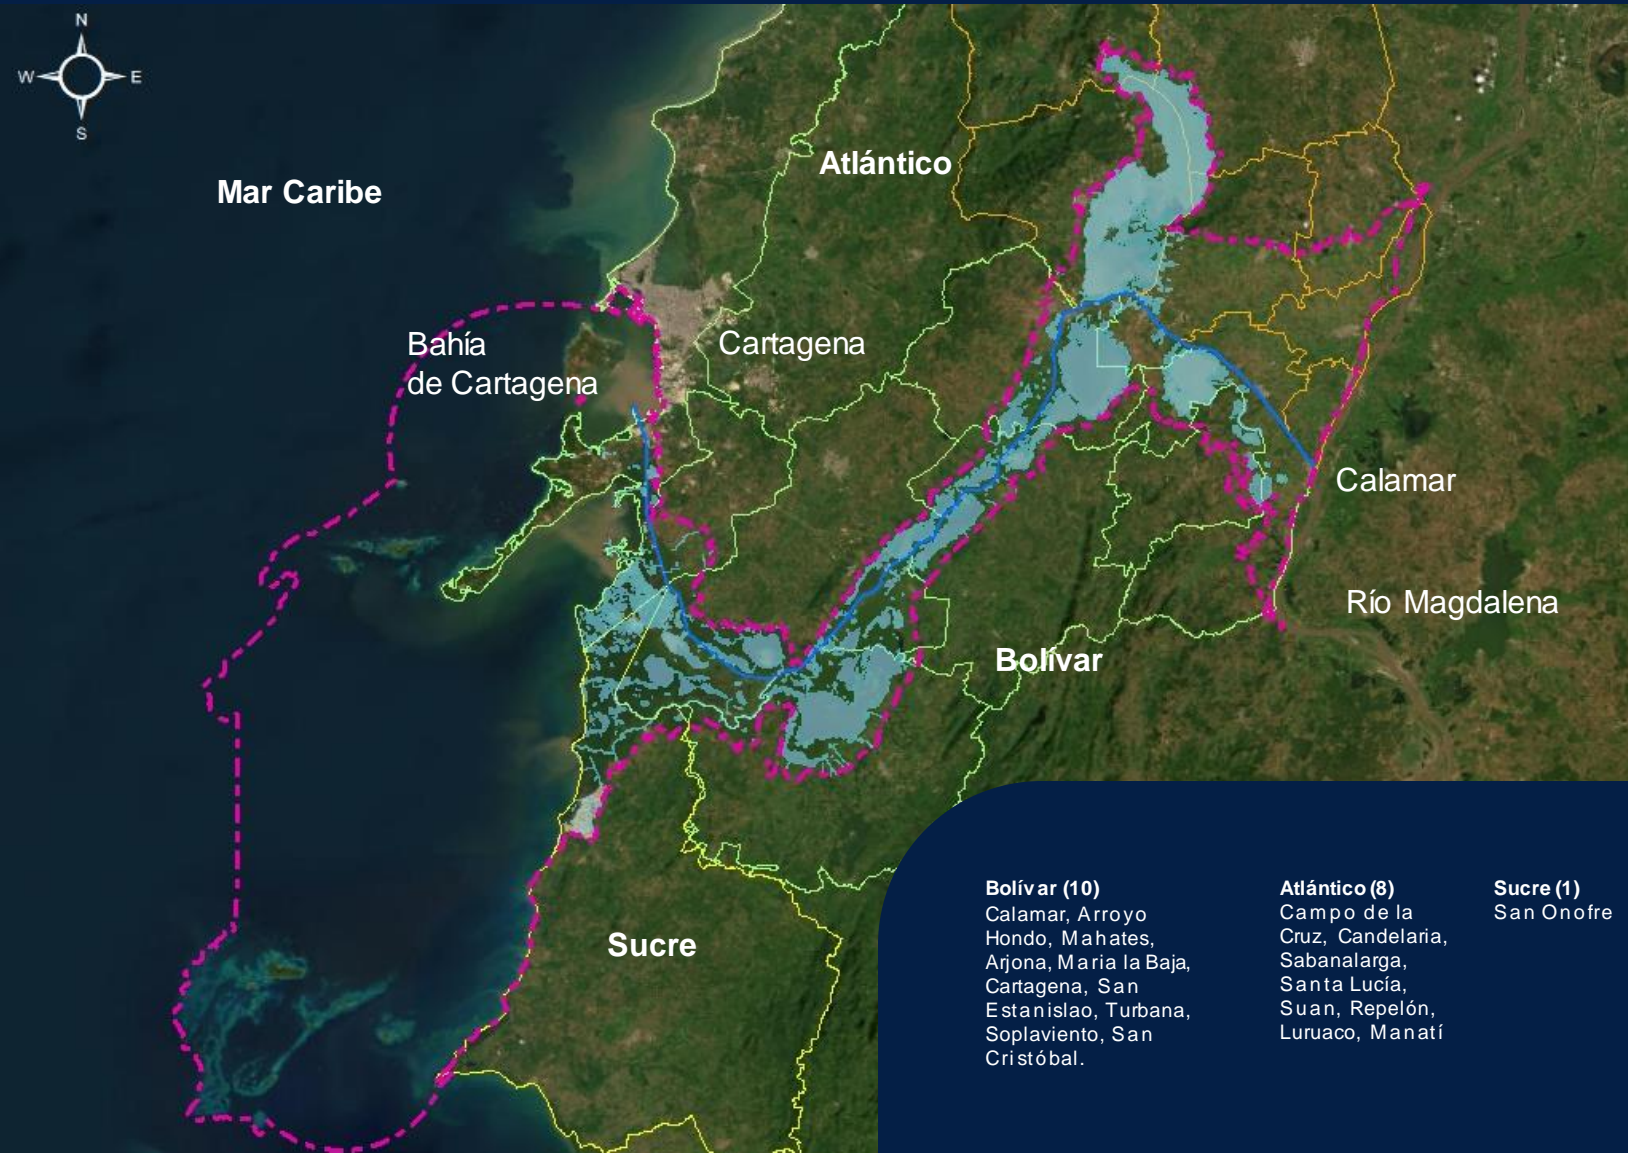 N
W
E
S
Atlántico
Mar Caribe
Bahía
de Cartagena
Cartagena
Calamar
Río Magdalena
Bolívar
Sucre
Bolívar (10)
Calamar, Arroyo
Hondo, Mahates,
Arjona, Maria la Baja,
Cartagena, San
Estanislao, Turbana,
Soplaviento, San
Cristóbal.
Atlántico (8)
Campo de la
Cruz, Candelaria,
Sabanalarga,
Santa Lucía,
Suan, Repelón,
Luruaco, Manatí
Sucre (1)
San Onofre